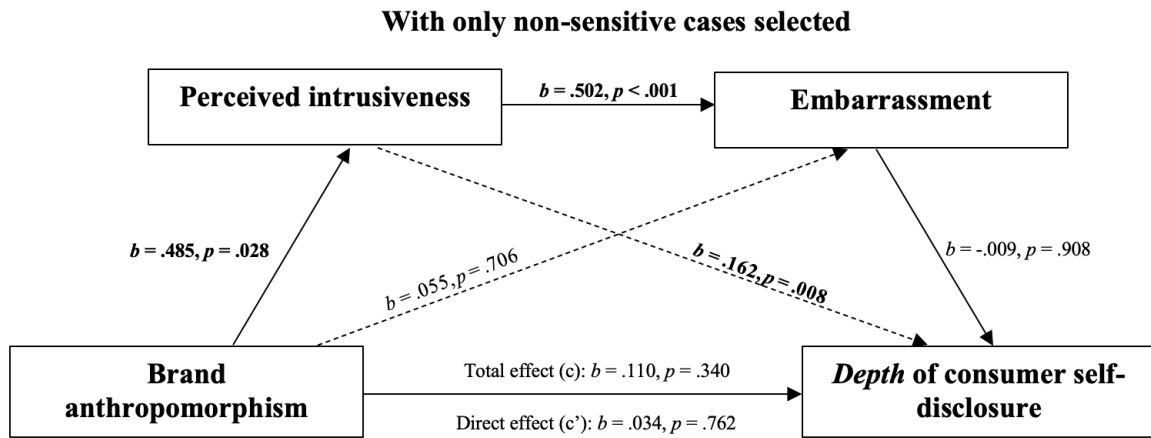 With only non-sensitive cases selected
Perceived intrusiveness
b = .502, p < .001
Embarrassment
b = .485, p = .028
b = .055, p = .706
b = .162, p = .008
b = -.009, p = .908
Brand
anthropomorphism
Total effect (c): b = .110, p = .340
Direct effect (c’): b = .034, p = .762
Depth of consumer self-
disclosure